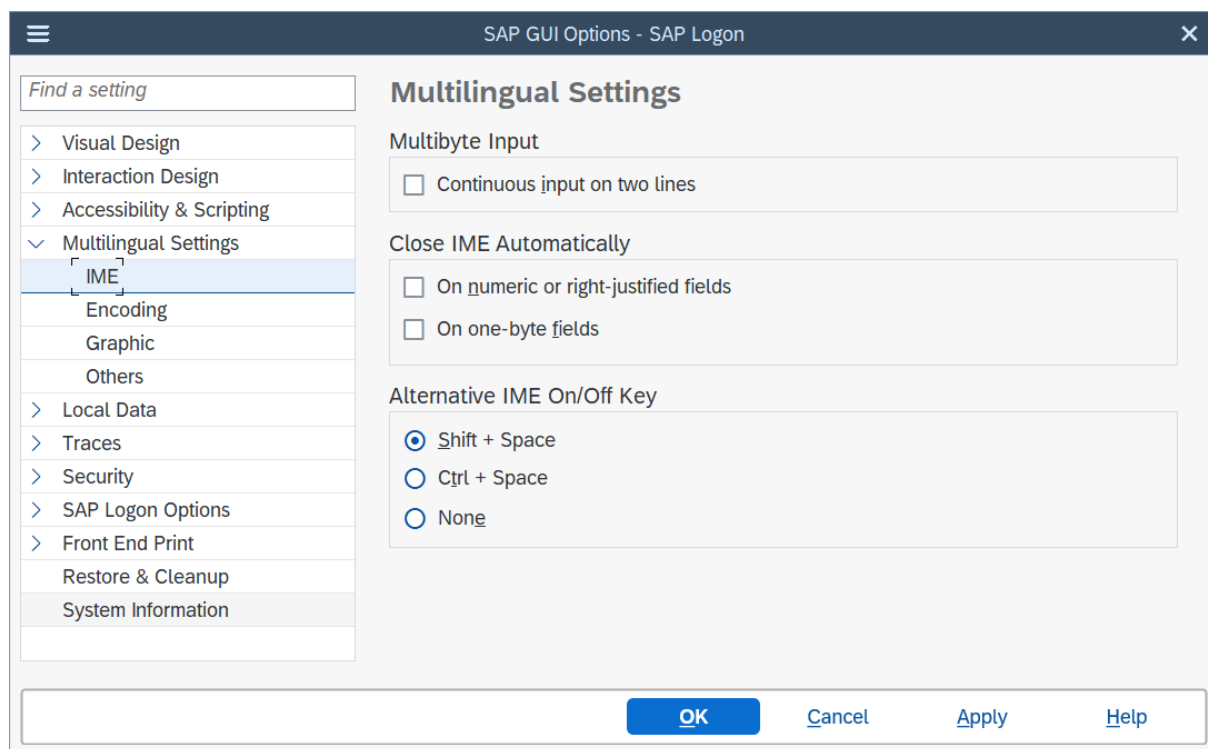 SAP GUI Options - SAP Logon
Find a setting
Visual Design
Interaction Design
Accessibility & Scripting
Multilingual Settings
IME
Encoding
Graphic
Others
Local Data
Traces
Security
SAP Logon Options
Front End Print
Restore & Cleanup
System Information
Multilingual Settings
Multibyte Input
Continuous input on two lines
Close IME Automatically
On numeric or right-justified fields
On one-byte fields
Alternative IME On/Off Key
Shift + Space
Ctrl + Space
None
OK Cancel Apply Help